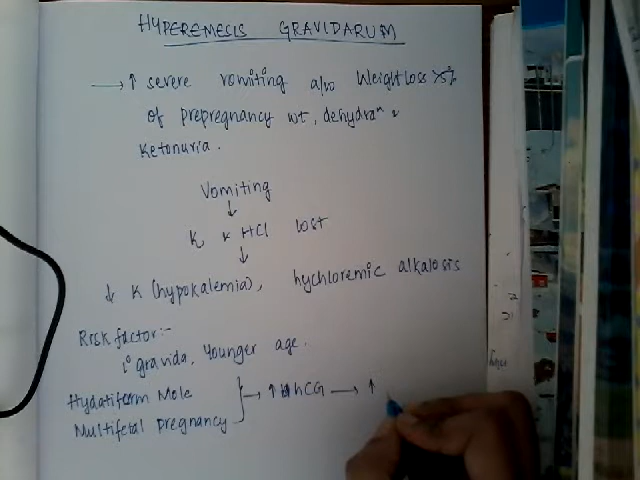 HYPEREMESIS GRAVIDARUM
→ ↑ severe vomiting a/w Weight loss >5%
of prepregnancy wt, dehydraⁿ &
Ketonuria.
Vomiting
↓
K & HCl lost
↓
↓ K (hypokalemia), hychloremic alkalosis
Risk factor:-
1° gravida, Younger age.
Hydatiform Mole
Multifetal pregnancy
} → ↑ hCG → ↑